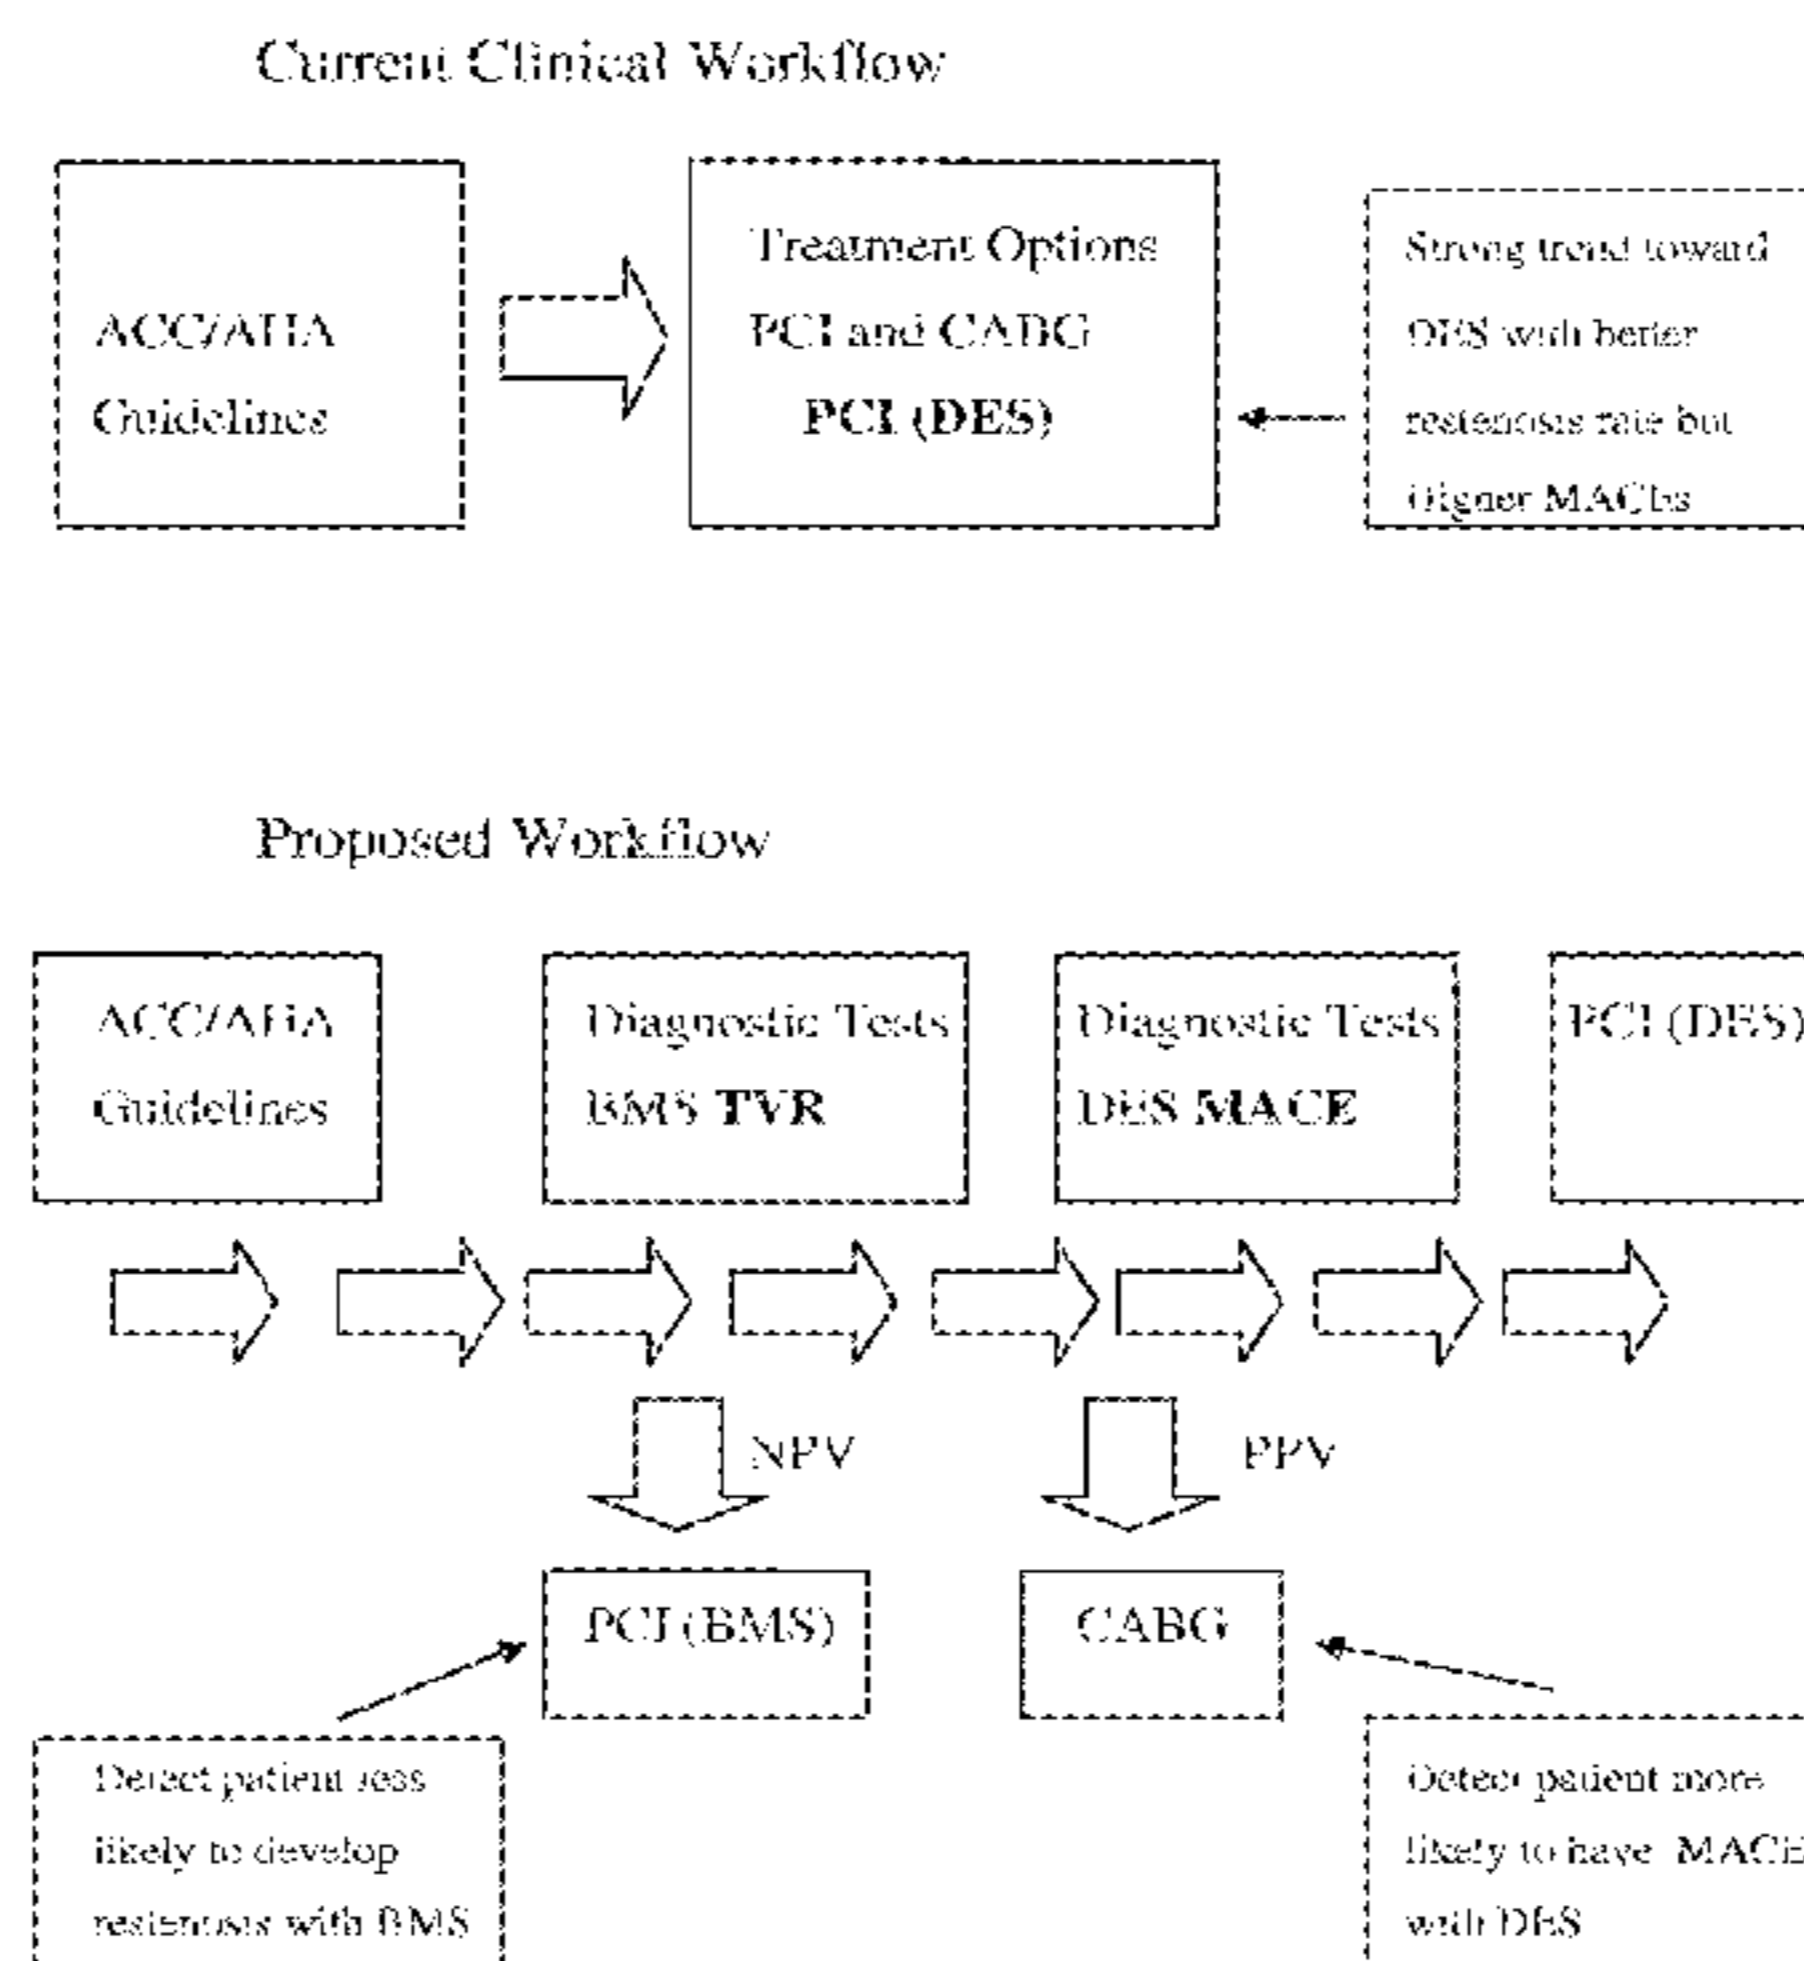 Current Clinical Workflow
ACC/AHA
Guidelines
Treatment Options
PCI and CABG
PCI (DES)
Strong trend toward
DES with better
restenosis rate but
Higher MACEs
Proposed Workflow
ACC/AHA
Guidelines
Diagnostic Tests
BMS TVR
Diagnostic Tests
DES MACE
PCI (DES)
NPV
PPV
PCI (BMS)
CABG
Detect patient less
likely to develop
restenosis with BMS
Detect patient more
likely to have MACE
with DES